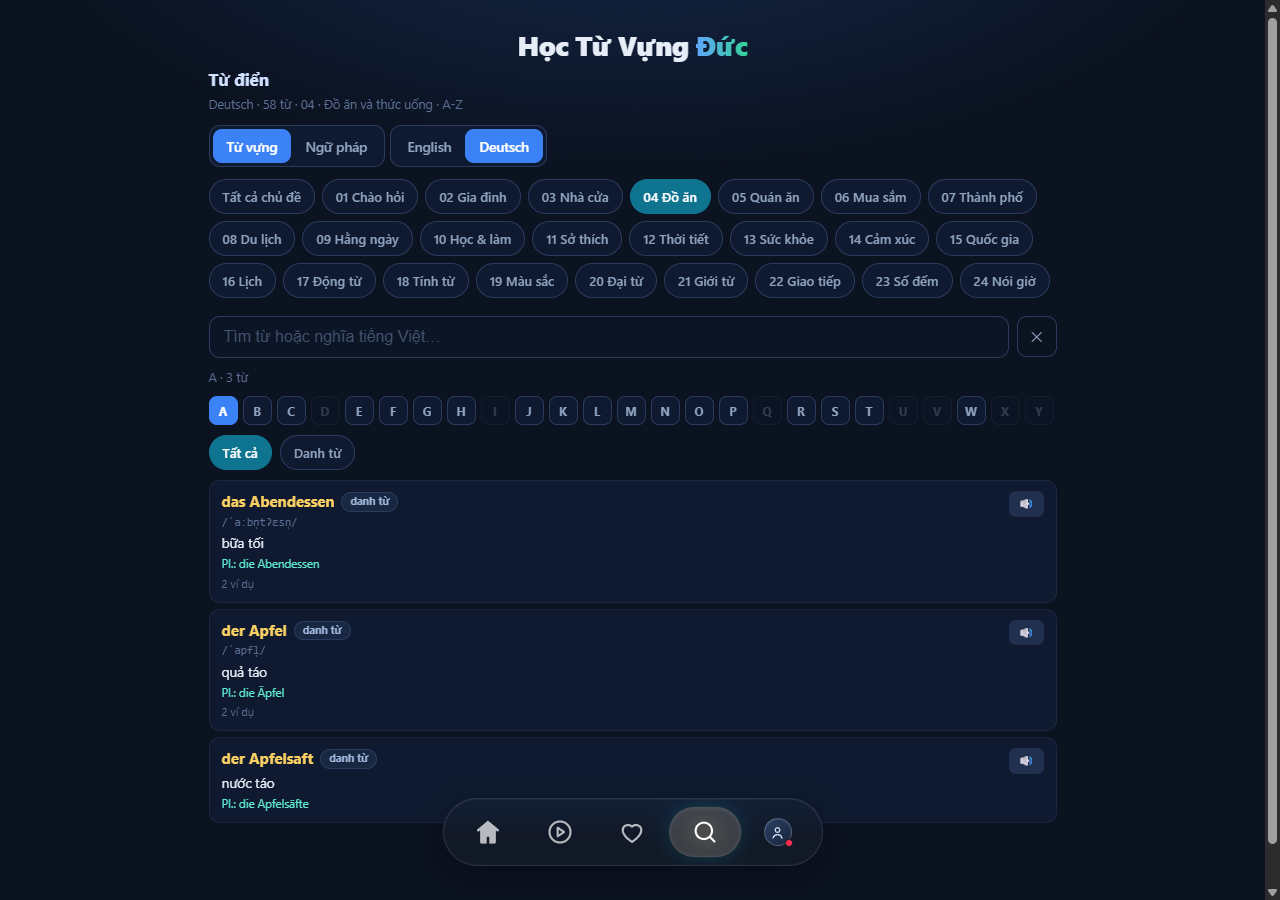 Học Từ Vựng Đức
Từ điển
Deutsch · 58 từ · 04 · Đồ ăn và thức uống · A-Z
Từ vựng Ngữ pháp English Deutsch
Tất cả chủ đề 01 Chào hỏi 02 Gia đình 03 Nhà cửa 04 Đồ ăn 05 Quán ăn 06 Mua sắm 07 Thành phố
08 Du lịch 09 Hằng ngày 10 Học & làm 11 Sở thích 12 Thời tiết 13 Sức khỏe 14 Cảm xúc 15 Quốc gia
16 Lịch 17 Động từ 18 Tính từ 19 Màu sắc 20 Đại từ 21 Giới từ 22 Giao tiếp 23 Số đếm 24 Nói giờ
Tìm từ hoặc nghĩa tiếng Việt...
A · 3 từ
A B C D E F G H I J K L M N O P Q R S T U V W X Y
Tất cả Danh từ
das Abendessen danh từ
/ˈaːbn̩tʔɛsn̩/
bữa tối
Pl.: die Abendessen
2 ví dụ
der Apfel danh từ
/ˈapfl̩/
quả táo
Pl.: die Äpfel
2 ví dụ
der Apfelsaft danh từ
nước táo
Pl.: die Apfelsäfte